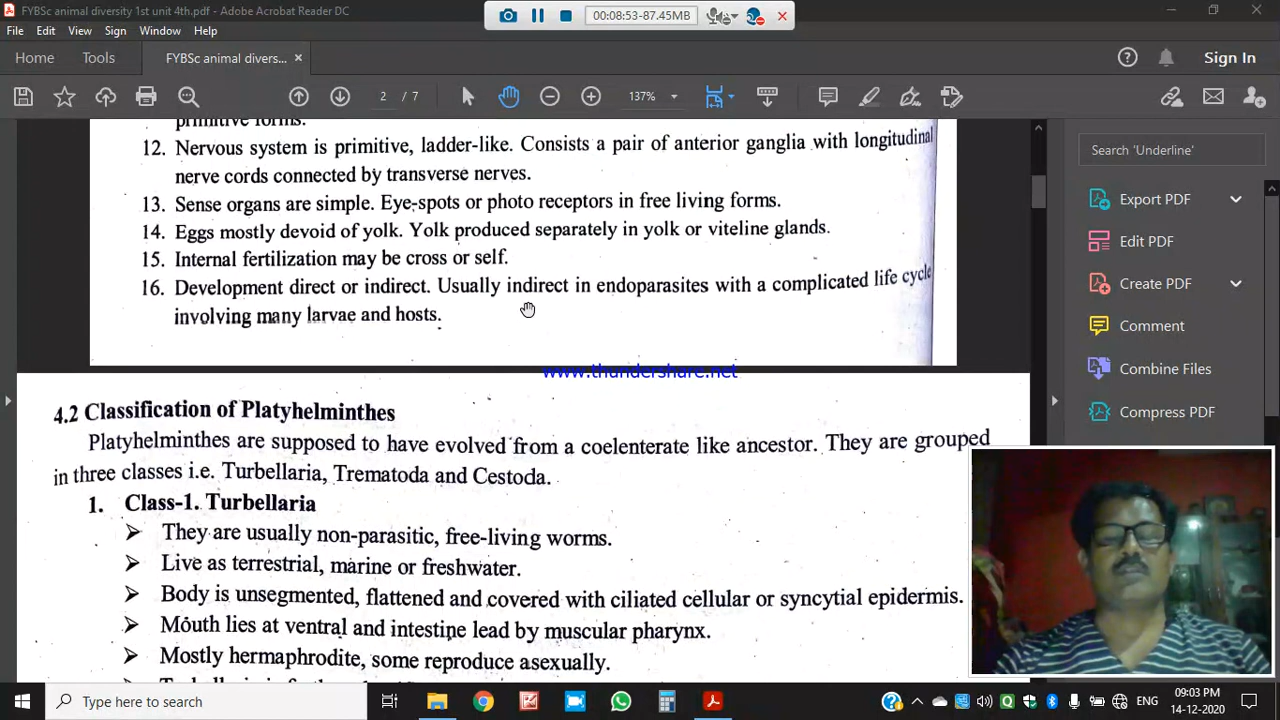 FYBSc animal diversity 1st unit 4th.pdf - Adobe Acrobat Reader DC
00:08:53-87.45MB
File Edit View Sign Window Help
Home Tools FYBSc animal divers... × Sign In
2 / 7 137%
primitive forms.
12. Nervous system is primitive, ladder-like. Consists a pair of anterior ganglia with longitudinal
nerve cords connected by transverse nerves.
13. Sense organs are simple. Eye-spots or photo receptors in free living forms.
14. Eggs mostly devoid of yolk. Yolk produced separately in yolk or viteline glands.
15. Internal fertilization may be cross or self.
16. Development direct or indirect. Usually indirect in endoparasites with a complicated life cycle
involving many larvae and hosts.
www.thundershare.net
4.2 Classification of Platyhelminthes
Platyhelminthes are supposed to have evolved from a coelenterate like ancestor. They are grouped
in three classes i.e. Turbellaria, Trematoda and Cestoda.
1. Class-1. Turbellaria
➢ They are usually non-parasitic, free-living worms.
➢ Live as terrestrial, marine or freshwater.
➢ Body is unsegmented, flattened and covered with ciliated cellular or syncytial epidermis.
➢ Mouth lies at ventral and intestine lead by muscular pharynx.
➢ Mostly hermaphrodite, some reproduce asexually.
Search 'Underline'
Export PDF
Edit PDF
Create PDF
Comment
Combine Files
Compress PDF
Type here to search
ENG
09:03 PM
14-12-2020